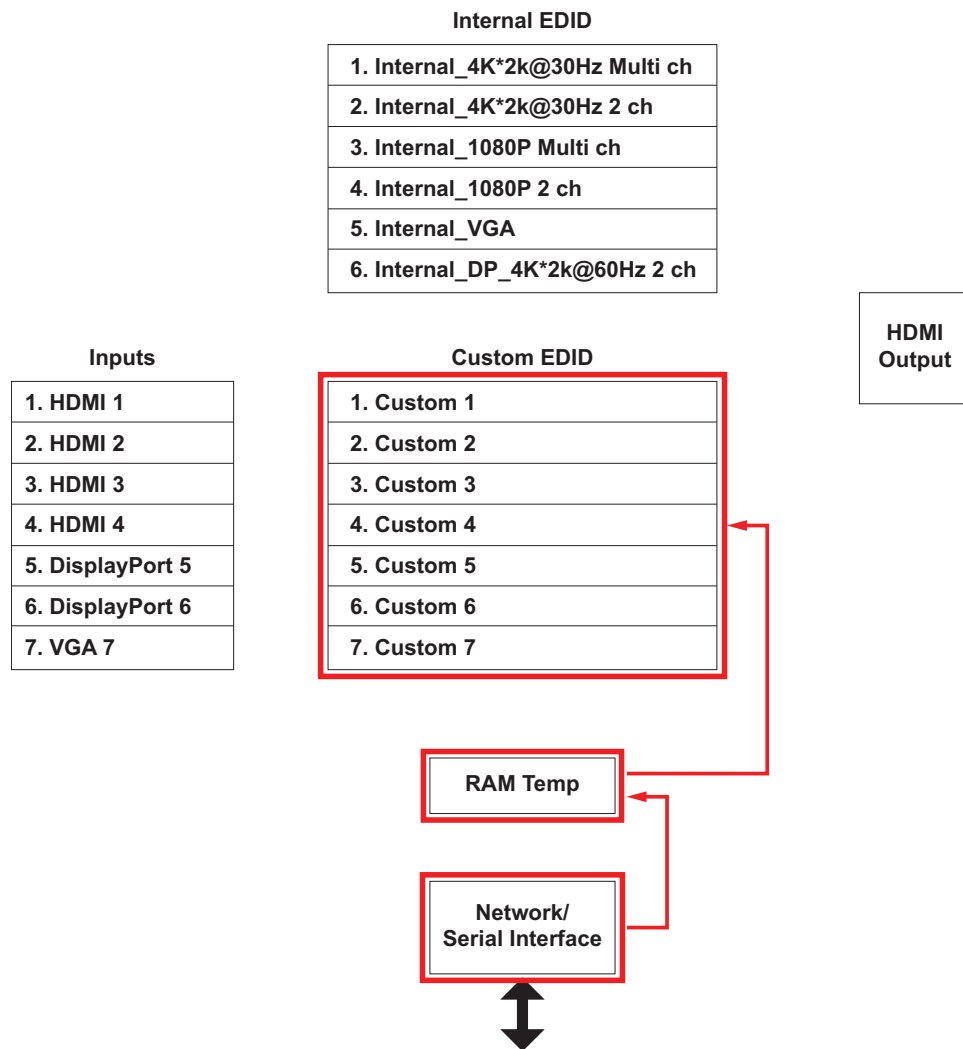 Internal EDID
1. Internal_4K*2k@30Hz Multi ch
2. Internal_4K*2k@30Hz 2 ch
3. Internal_1080P Multi ch
4. Internal_1080P 2 ch
5. Internal_VGA
6. Internal_DP_4K*2k@60Hz 2 ch
HDMI
Output
Inputs
1. HDMI 1
2. HDMI 2
3. HDMI 3
4. HDMI 4
5. DisplayPort 5
6. DisplayPort 6
7. VGA 7
Custom EDID
1. Custom 1
2. Custom 2
3. Custom 3
4. Custom 4
5. Custom 5
6. Custom 6
7. Custom 7
RAM Temp
Network/
Serial Interface